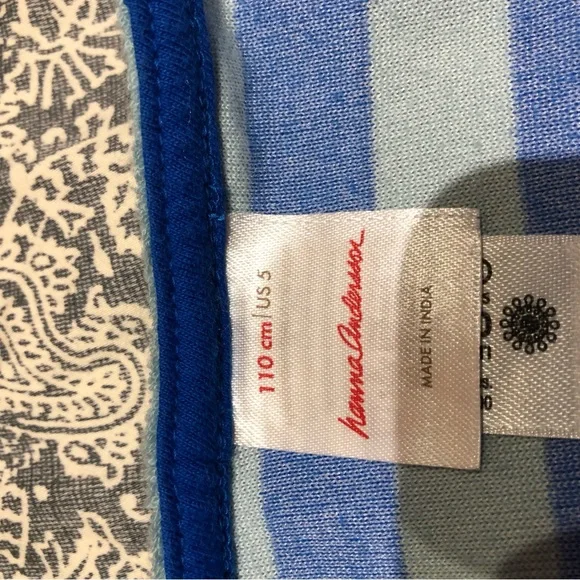 110 cm | US 5
hanna andersson
MADE IN INDIA